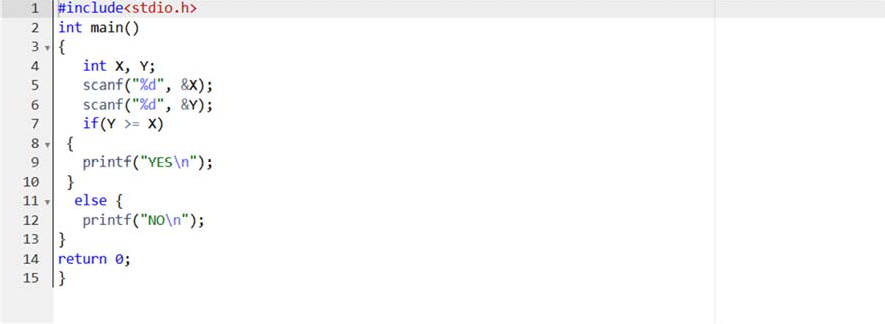 1 #include<stdio.h>
2 int main()
3 {
4 int X, Y;
5 scanf("%d", &X);
6 scanf("%d", &Y);
7 if(Y >= X)
8 {
9 printf("YES\n");
10 }
11 else {
12 printf("NO\n");
13 }
14 return 0;
15 }